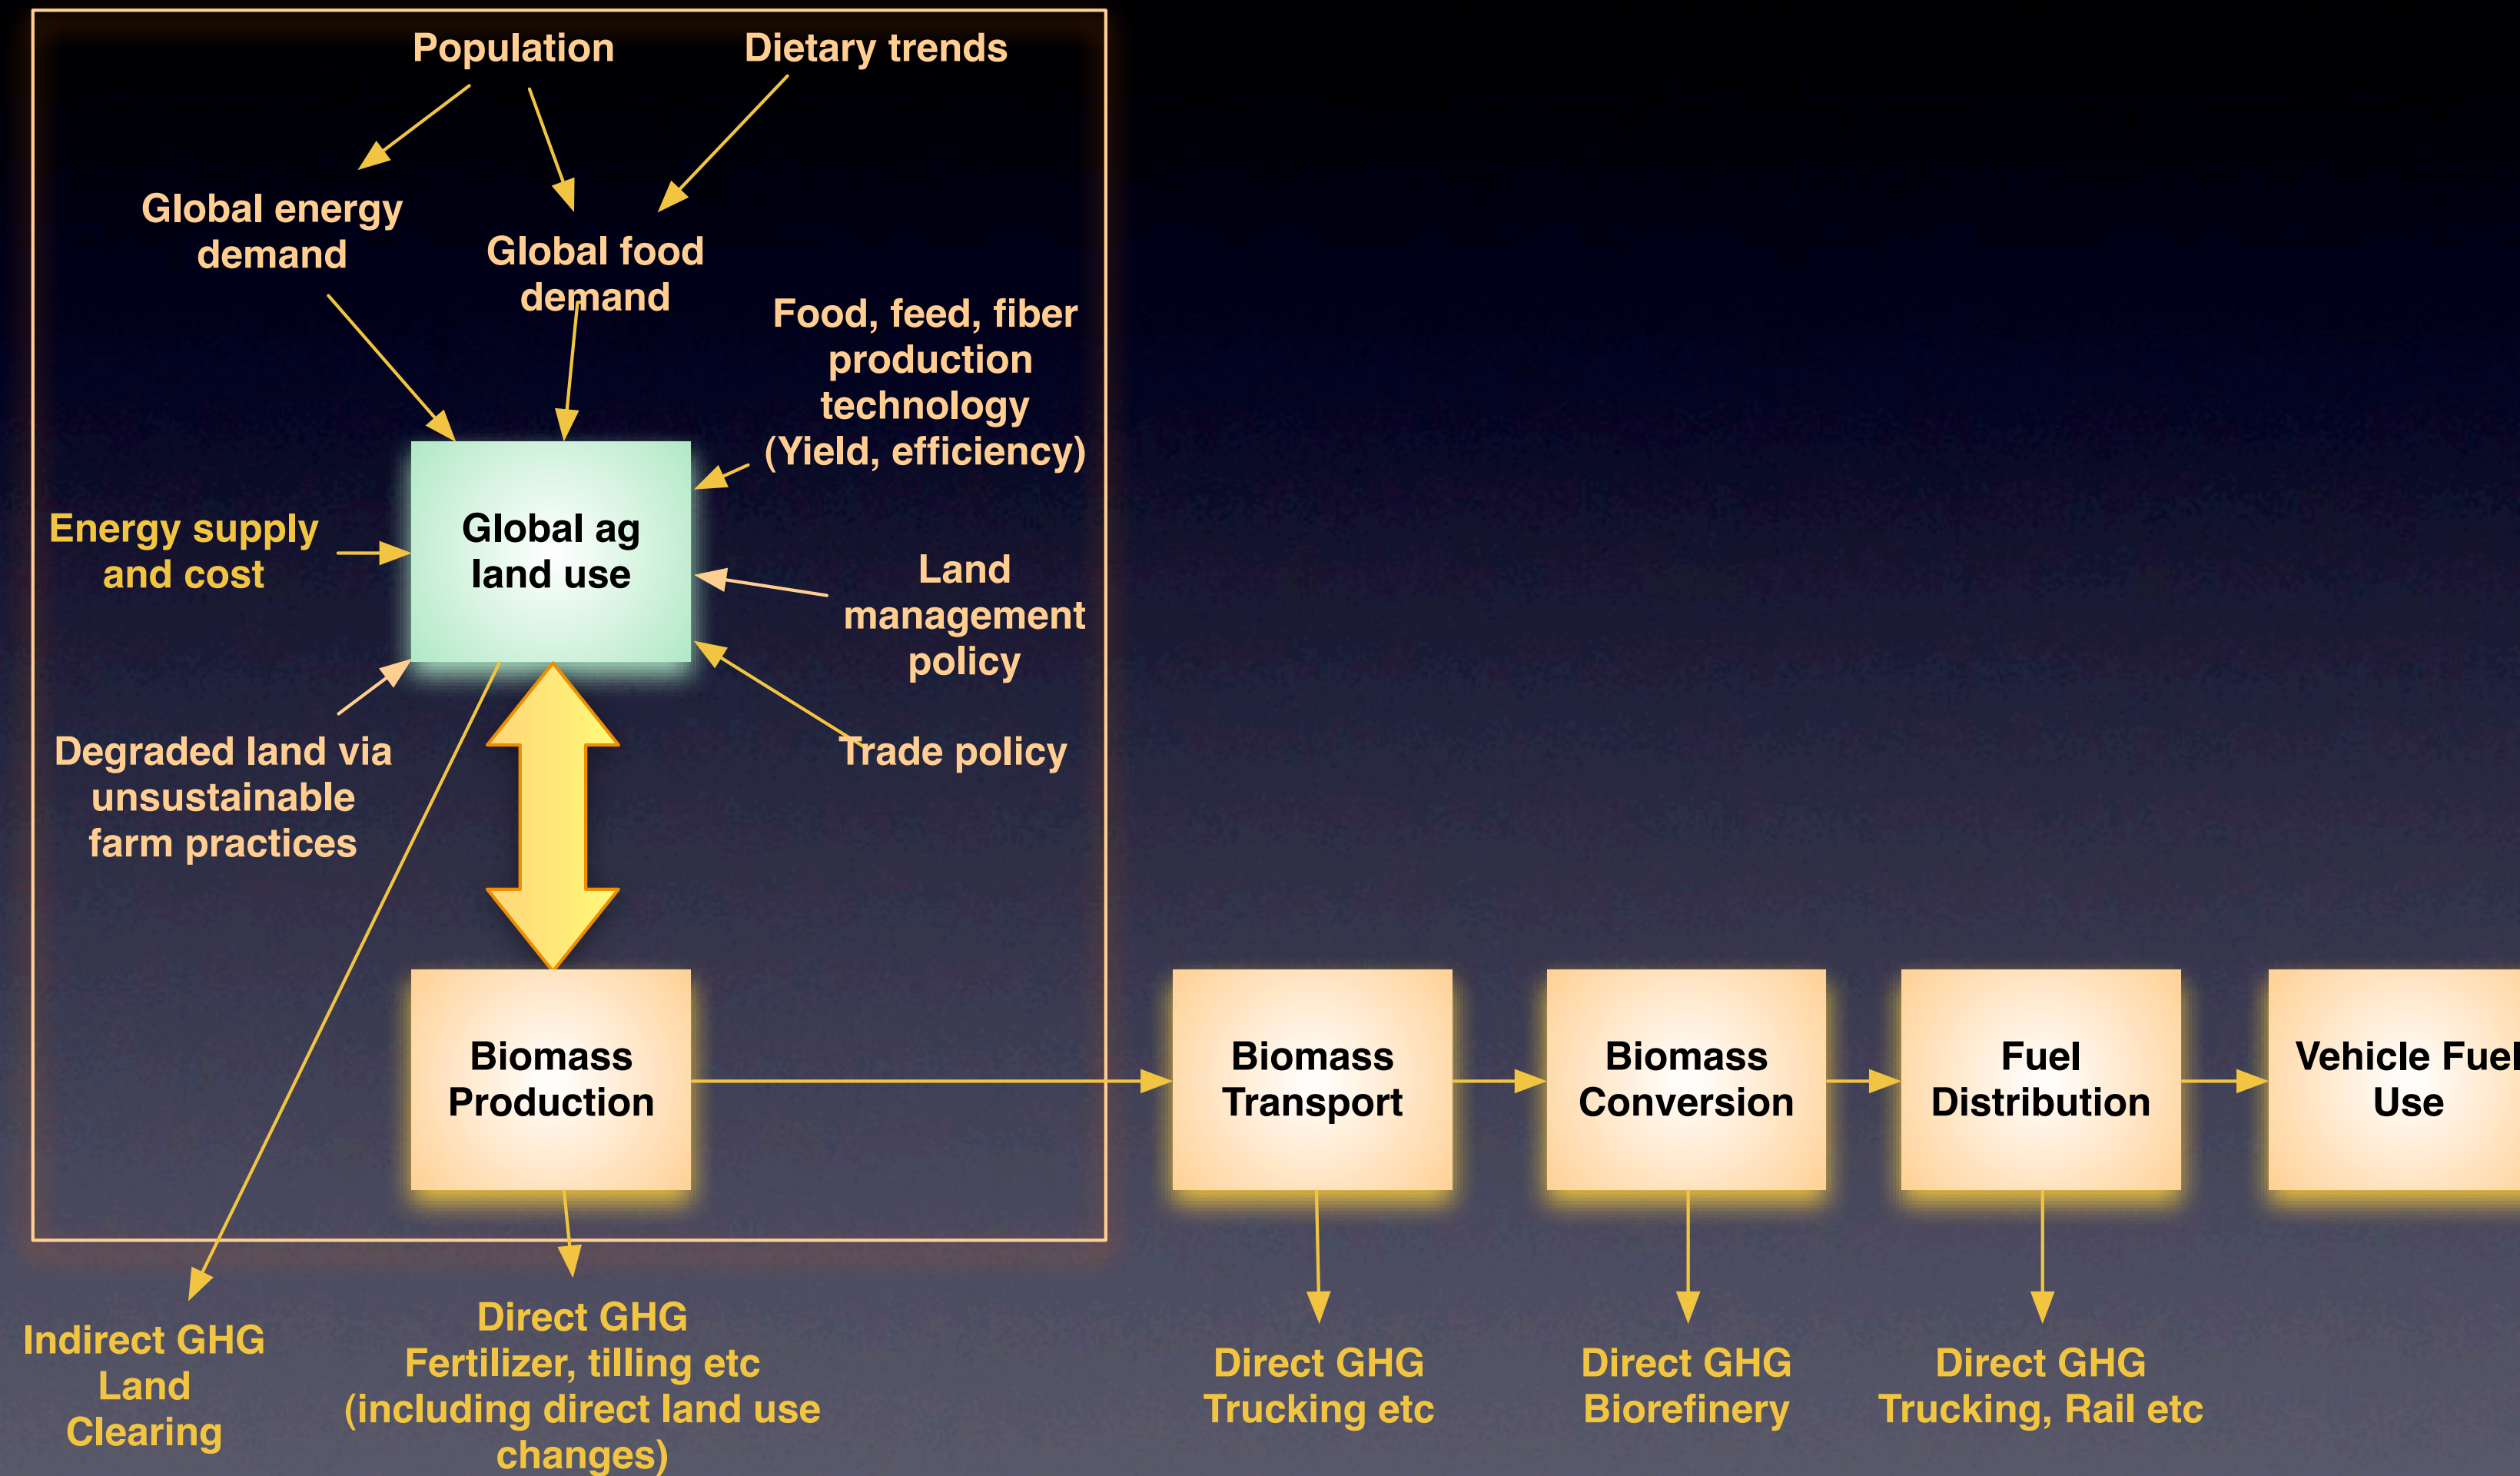 Population
Dietary trends
Global energy
demand
Global food
demand
Food, feed, fiber
production
technology
(Yield, efficiency)
Energy supply
and cost
Global ag
land use
Land
management
policy
Degraded land via
unsustainable
farm practices
Trade policy
Biomass
Production
Biomass
Transport
Biomass
Conversion
Fuel
Distribution
Vehicle Fuel
Use
Indirect GHG
Land
Clearing
Direct GHG
Fertilizer, tilling etc
(including direct land use
changes)
Direct GHG
Trucking etc
Direct GHG
Biorefinery
Direct GHG
Trucking, Rail etc